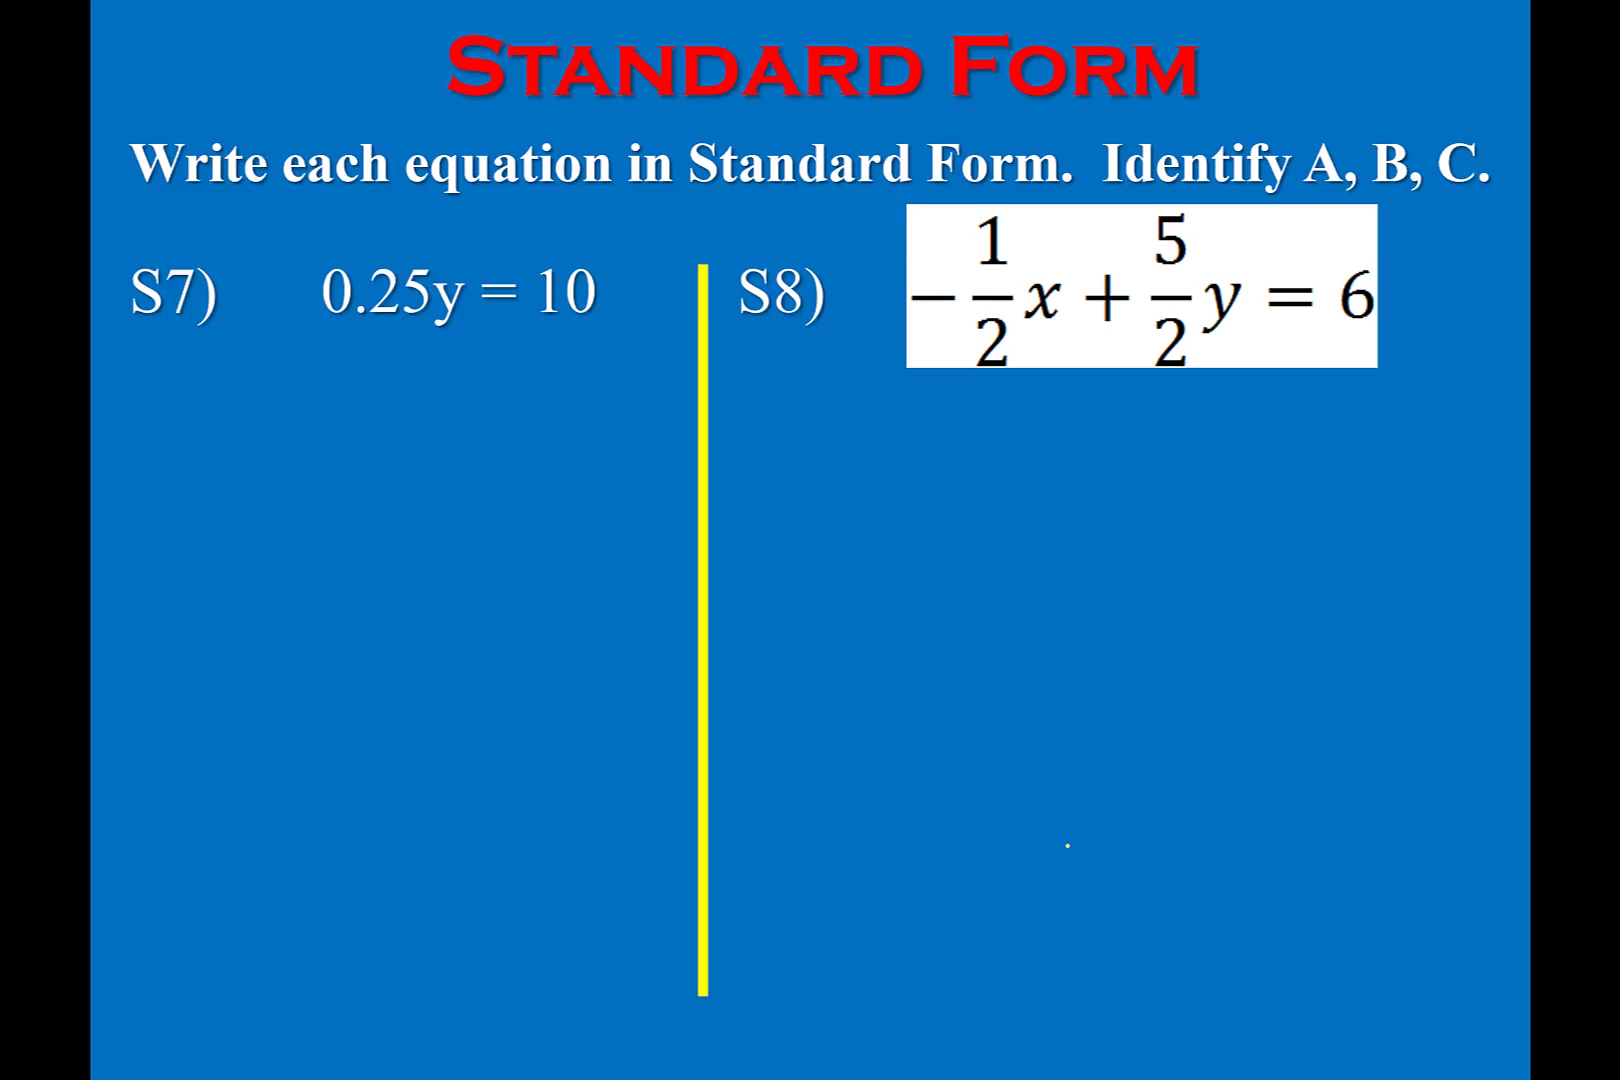 STANDARD FORM
Write each equation in Standard Form. Identify A, B, C.
S7) 0.25y = 10
S8) −1/2x + 5/2y = 6